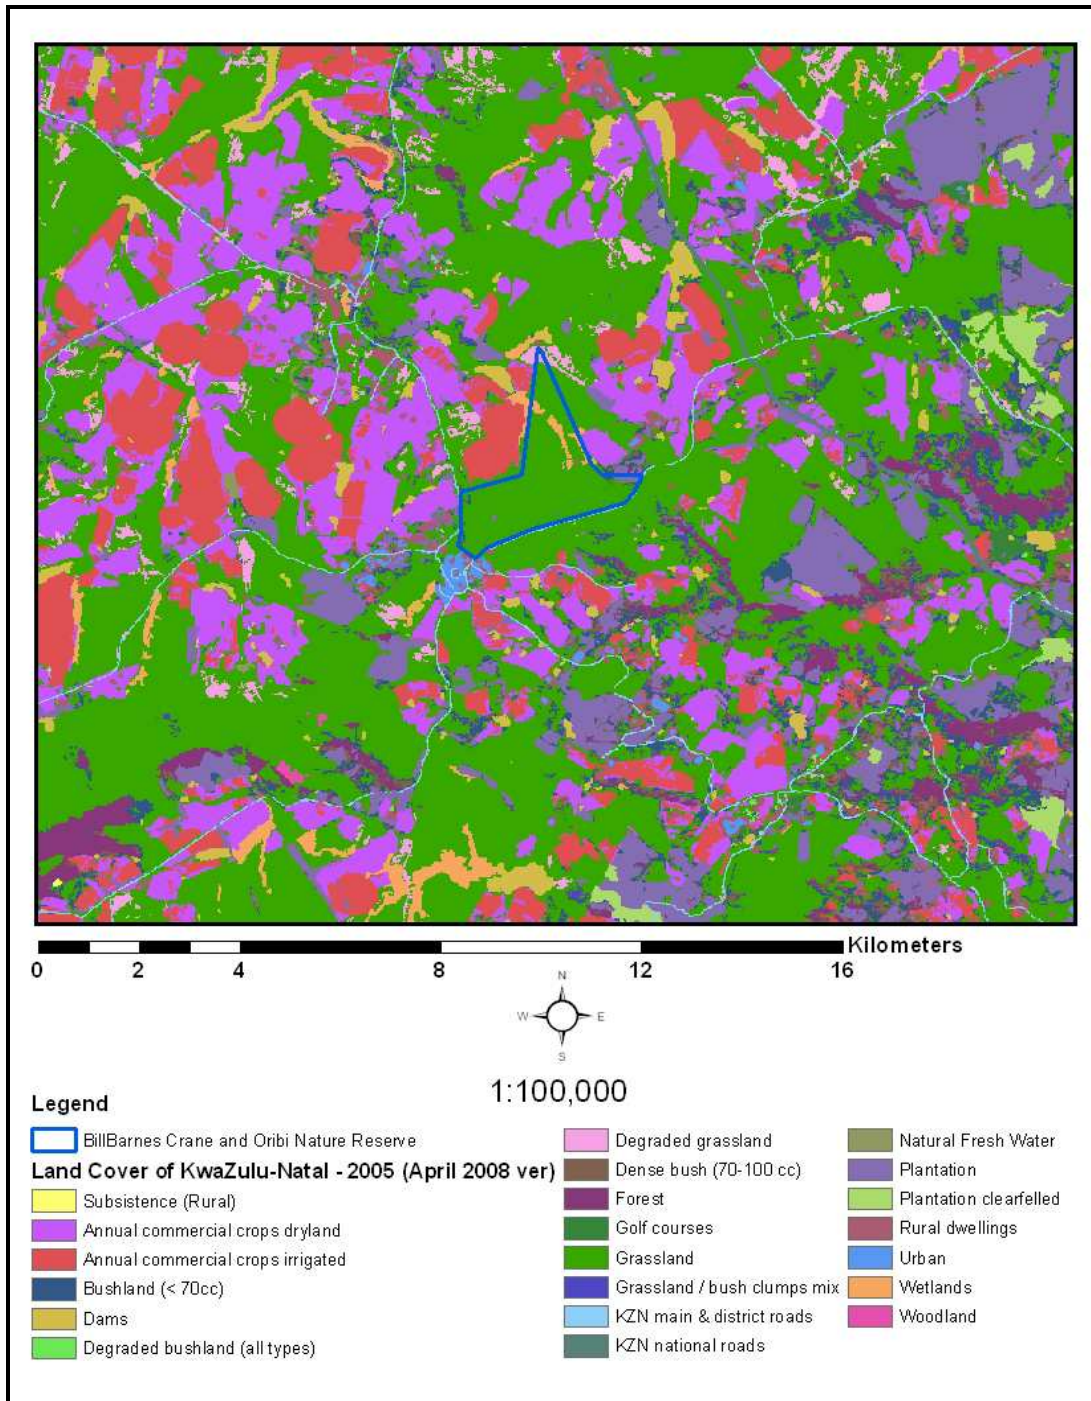 Kilometers
0 2 4 8 12 16
N
W E
S
1:100,000
Legend
BillBarnes Crane and Oribi Nature Reserve
Land Cover of KwaZulu-Natal - 2005 (April 2008 ver)
Subsistence (Rural)
Annual commercial crops dryland
Annual commercial crops irrigated
Bushland (< 70cc)
Dams
Degraded bushland (all types)
Degraded grassland
Dense bush (70-100 cc)
Forest
Golf courses
Grassland
Grassland / bush clumps mix
KZN main & district roads
KZN national roads
Natural Fresh Water
Plantation
Plantation clearfelled
Rural dwellings
Urban
Wetlands
Woodland